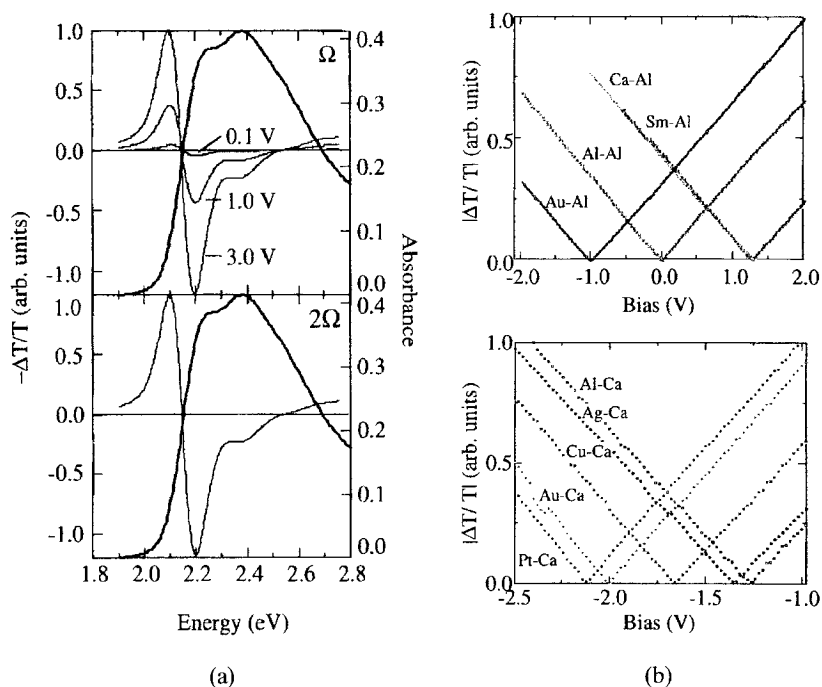 Ω
1.0
0.5
0.0
-0.5
-1.0
0.4
0.3
0.2
0.1
0.0
0.1 V
1.0 V
3.0 V
2Ω
1.0
0.5
0.0
-0.5
-1.0
0.4
0.3
0.2
0.1
0.0
−ΔT/T (arb. units)
Absorbance
1.8 2.0 2.2 2.4 2.6 2.8
Energy (eV)
(a)
1.0
0.5
0.0
|ΔT/T| (arb. units)
Ca-Al
Sm-Al
Al-Al
Au-Al
-2.0 -1.0 0.0 1.0 2.0
Bias (V)
1.0
0.5
0.0
|ΔT/T| (arb. units)
Al-Ca
Ag-Ca
Cu-Ca
Au-Ca
Pt-Ca
-2.5 -2.0 -1.5 -1.0
Bias (V)
(b)